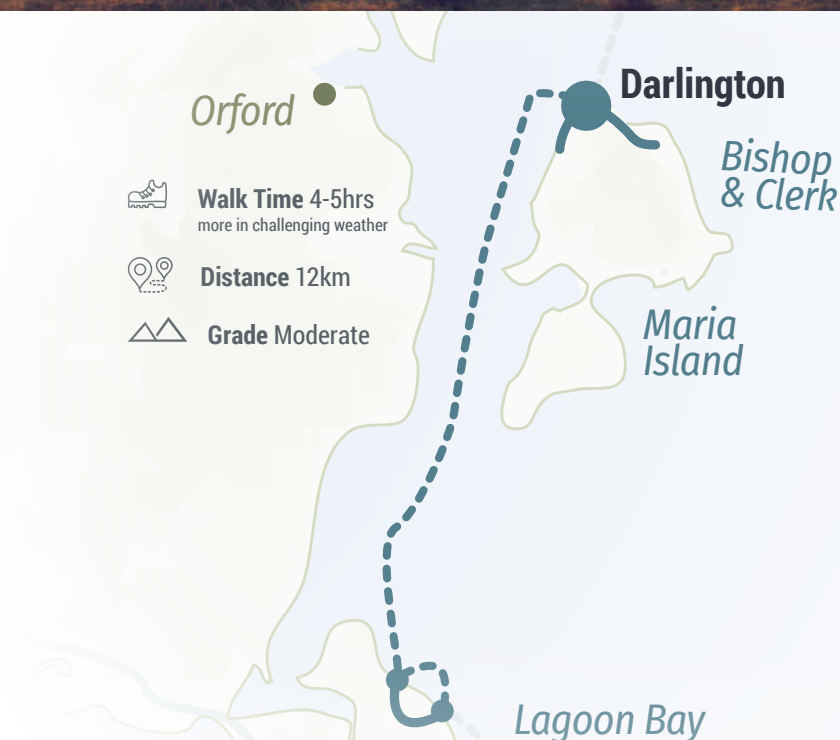 Darlington
Orford
Bishop
& Clerk
Walk Time 4-5hrs
more in challenging weather
Distance 12km
Grade Moderate
Maria
Island
Lagoon Bay